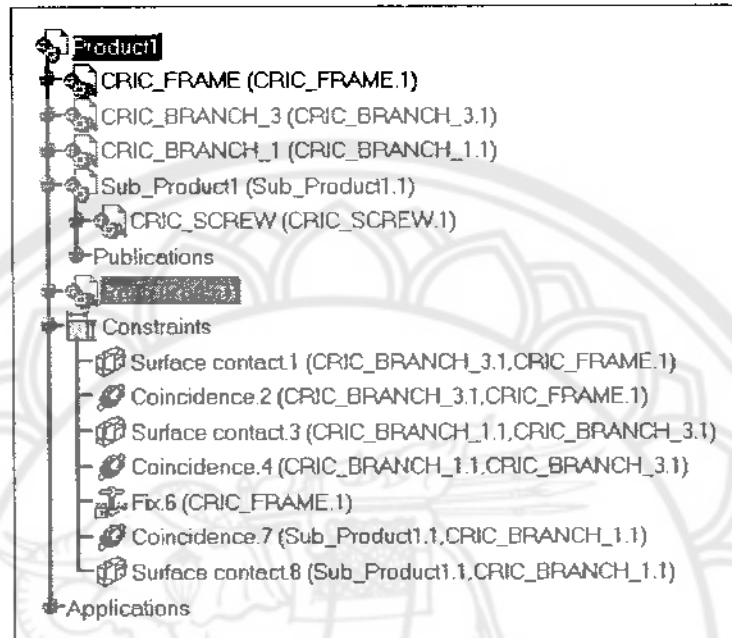 Product1
CRIC_FRAME (CRIC_FRAME.1)
CRIC_BRANCH_3 (CRIC_BRANCH_3.1)
CRIC_BRANCH_1 (CRIC_BRANCH_1.1)
Sub_Product1 (Sub_Product1.1)
CRIC_SCREW (CRIC_SCREW.1)
Publications
Constraints
Surface contact.1 (CRIC_BRANCH_3.1,CRIC_FRAME.1)
Coincidence.2 (CRIC_BRANCH_3.1,CRIC_FRAME.1)
Surface contact.3 (CRIC_BRANCH_1.1,CRIC_BRANCH_3.1)
Coincidence.4 (CRIC_BRANCH_1.1,CRIC_BRANCH_3.1)
Fix.6 (CRIC_FRAME.1)
Coincidence.7 (Sub_Product1.1,CRIC_BRANCH_1.1)
Surface contact.8 (Sub_Product1.1,CRIC_BRANCH_1.1)
Applications